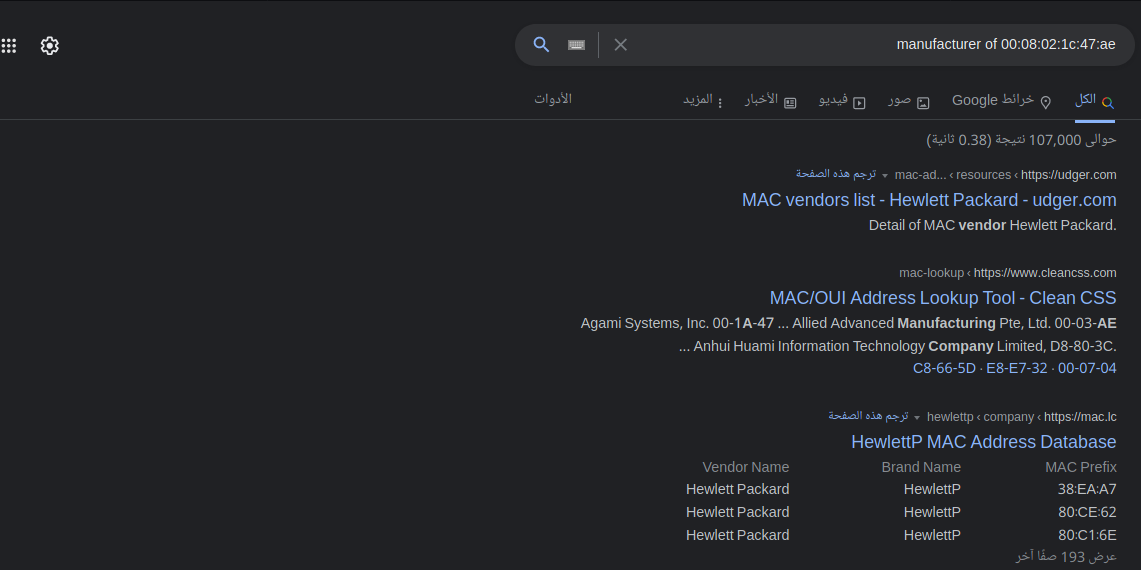 manufacturer of 00:08:02:1c:47:ae
الكل خرائط Google صور فيديو الأخبار المزيد الأدوات
حوالى 107,000 نتيجة (0.38 ثانية)
https://udger.com › resources › mac-ad... ترجم هذه الصفحة
MAC vendors list - Hewlett Packard - udger.com
Detail of MAC vendor Hewlett Packard.
https://www.cleancss.com › mac-lookup
MAC/OUI Address Lookup Tool - Clean CSS
Agami Systems, Inc. 00-1A-47 ... Allied Advanced Manufacturing Pte, Ltd. 00-03-AE
... Anhui Huami Information Technology Company Limited, D8-80-3C.
C8-66-5D · E8-E7-32 · 00-07-04
https://mac.lc › company › hewlettp ترجم هذه الصفحة
HewlettP MAC Address Database
Vendor Name Brand Name MAC Prefix
Hewlett Packard HewlettP 38:EA:A7
Hewlett Packard HewlettP 80:CE:62
Hewlett Packard HewlettP 80:C1:6E
عرض 193 صفًا آخر